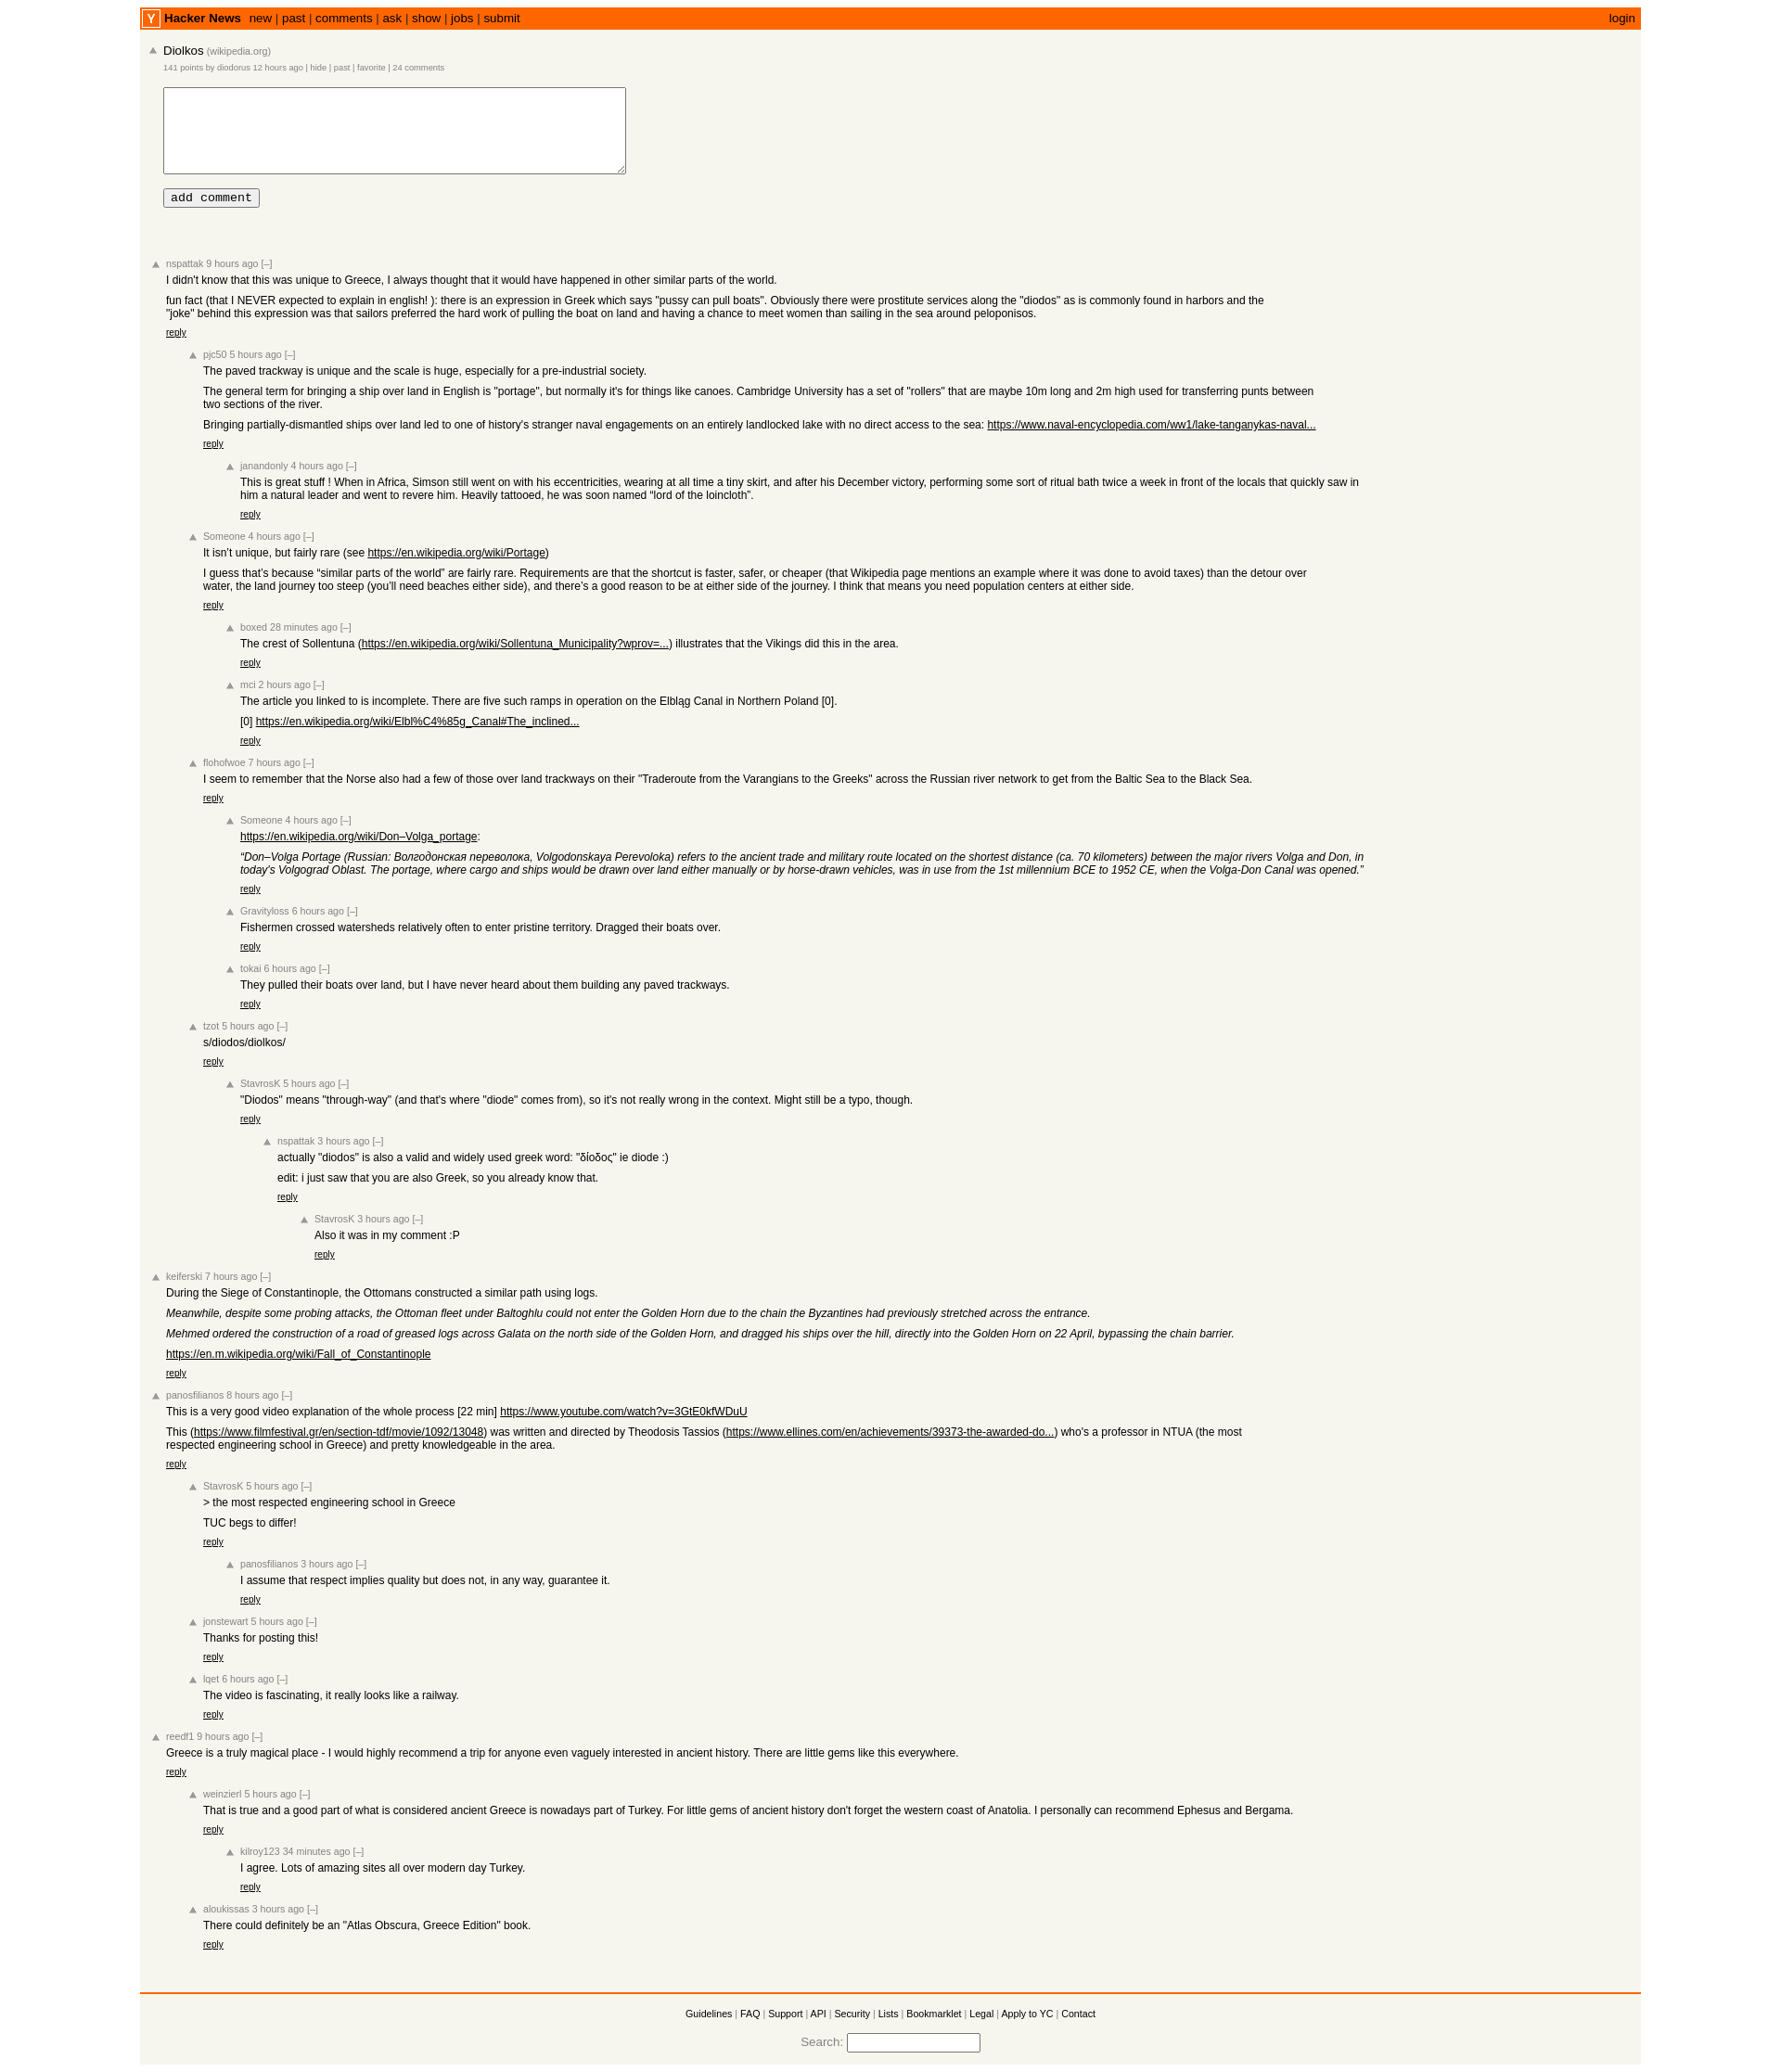 Y Hacker News new | past | comments | ask | show | jobs | submit login
Diolkos (wikipedia.org)
141 points by diodorus 12 hours ago | hide | past | favorite | 24 comments
add comment
nspattak 9 hours ago [–]
I didn't know that this was unique to Greece, I always thought that it would have happened in other similar parts of the world.
fun fact (that I NEVER expected to explain in english! ): there is an expression in Greek which says "pussy can pull boats". Obviously there were prostitute services along the "diodos" as is commonly found in harbors and the
"joke" behind this expression was that sailors preferred the hard work of pulling the boat on land and having a chance to meet women than sailing in the sea around peloponisos.
reply
pjc50 5 hours ago [–]
The paved trackway is unique and the scale is huge, especially for a pre-industrial society.
The general term for bringing a ship over land in English is "portage", but normally it's for things like canoes. Cambridge University has a set of "rollers" that are maybe 10m long and 2m high used for transferring punts between
two sections of the river.
Bringing partially-dismantled ships over land led to one of history's stranger naval engagements on an entirely landlocked lake with no direct access to the sea: https://www.naval-encyclopedia.com/ww1/lake-tanganykas-naval...
reply
janandonly 4 hours ago [–]
This is great stuff ! When in Africa, Simson still went on with his eccentricities, wearing at all time a tiny skirt, and after his December victory, performing some sort of ritual bath twice a week in front of the locals that quickly saw in
him a natural leader and went to revere him. Heavily tattooed, he was soon named “lord of the loincloth”.
reply
Someone 4 hours ago [–]
It isn’t unique, but fairly rare (see https://en.wikipedia.org/wiki/Portage)
I guess that’s because “similar parts of the world” are fairly rare. Requirements are that the shortcut is faster, safer, or cheaper (that Wikipedia page mentions an example where it was done to avoid taxes) than the detour over
water, the land journey too steep (you’ll need beaches either side), and there’s a good reason to be at either side of the journey. I think that means you need population centers at either side.
reply
boxed 28 minutes ago [–]
The crest of Sollentuna (https://en.wikipedia.org/wiki/Sollentuna_Municipality?wprov=...) illustrates that the Vikings did this in the area.
reply
mci 2 hours ago [–]
The article you linked to is incomplete. There are five such ramps in operation on the Elbląg Canal in Northern Poland [0].
[0] https://en.wikipedia.org/wiki/Elbl%C4%85g_Canal#The_inclined...
reply
flohofwoe 7 hours ago [–]
I seem to remember that the Norse also had a few of those over land trackways on their "Traderoute from the Varangians to the Greeks" across the Russian river network to get from the Baltic Sea to the Black Sea.
reply
Someone 4 hours ago [–]
https://en.wikipedia.org/wiki/Don–Volga_portage:
“Don–Volga Portage (Russian: Волгодонская переволока, Volgodonskaya Perevoloka) refers to the ancient trade and military route located on the shortest distance (ca. 70 kilometers) between the major rivers Volga and Don, in
today's Volgograd Oblast. The portage, where cargo and ships would be drawn over land either manually or by horse-drawn vehicles, was in use from the 1st millennium BCE to 1952 CE, when the Volga-Don Canal was opened.”
reply
Gravityloss 6 hours ago [–]
Fishermen crossed watersheds relatively often to enter pristine territory. Dragged their boats over.
reply
tokai 6 hours ago [–]
They pulled their boats over land, but I have never heard about them building any paved trackways.
reply
tzot 5 hours ago [–]
s/diodos/diolkos/
reply
StavrosK 5 hours ago [–]
"Diodos" means "through-way" (and that's where "diode" comes from), so it's not really wrong in the context. Might still be a typo, though.
reply
nspattak 3 hours ago [–]
actually "diodos" is also a valid and widely used greek word: "δίοδος" ie diode :)
edit: i just saw that you are also Greek, so you already know that.
reply
StavrosK 3 hours ago [–]
Also it was in my comment :P
reply
keiferski 7 hours ago [–]
During the Siege of Constantinople, the Ottomans constructed a similar path using logs.
Meanwhile, despite some probing attacks, the Ottoman fleet under Baltoghlu could not enter the Golden Horn due to the chain the Byzantines had previously stretched across the entrance.
Mehmed ordered the construction of a road of greased logs across Galata on the north side of the Golden Horn, and dragged his ships over the hill, directly into the Golden Horn on 22 April, bypassing the chain barrier.
https://en.m.wikipedia.org/wiki/Fall_of_Constantinople
reply
panosfilianos 8 hours ago [–]
This is a very good video explanation of the whole process [22 min] https://www.youtube.com/watch?v=3GtE0kfWDuU
This (https://www.filmfestival.gr/en/section-tdf/movie/1092/13048) was written and directed by Theodosis Tassios (https://www.ellines.com/en/achievements/39373-the-awarded-do...) who's a professor in NTUA (the most
respected engineering school in Greece) and pretty knowledgeable in the area.
reply
StavrosK 5 hours ago [–]
> the most respected engineering school in Greece
TUC begs to differ!
reply
panosfilianos 3 hours ago [–]
I assume that respect implies quality but does not, in any way, guarantee it.
reply
jonstewart 5 hours ago [–]
Thanks for posting this!
reply
lqet 6 hours ago [–]
The video is fascinating, it really looks like a railway.
reply
reedf1 9 hours ago [–]
Greece is a truly magical place - I would highly recommend a trip for anyone even vaguely interested in ancient history. There are little gems like this everywhere.
reply
weinzierl 5 hours ago [–]
That is true and a good part of what is considered ancient Greece is nowadays part of Turkey. For little gems of ancient history don't forget the western coast of Anatolia. I personally can recommend Ephesus and Bergama.
reply
kilroy123 34 minutes ago [–]
I agree. Lots of amazing sites all over modern day Turkey.
reply
aloukissas 3 hours ago [–]
There could definitely be an "Atlas Obscura, Greece Edition" book.
reply
Guidelines | FAQ | Support | API | Security | Lists | Bookmarklet | Legal | Apply to YC | Contact
Search: